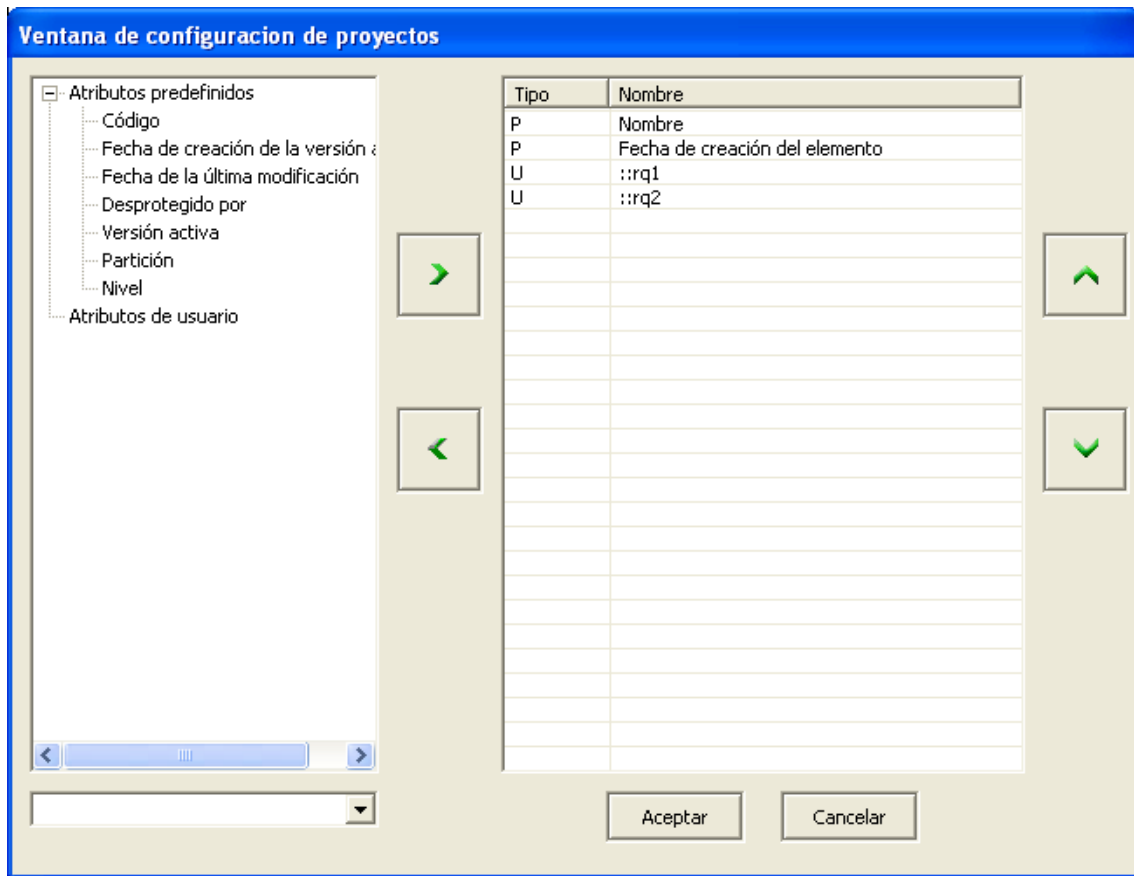 Ventana de configuracion de proyectos
Atributos predefinidos
Código
Fecha de creación de la versión
Fecha de la última modificación
Desprotegido por
Versión activa
Partición
Nivel
Atributos de usuario
Tipo Nombre
P Nombre
P Fecha de creación del elemento
U ::rq1
U ::rq2
Aceptar Cancelar